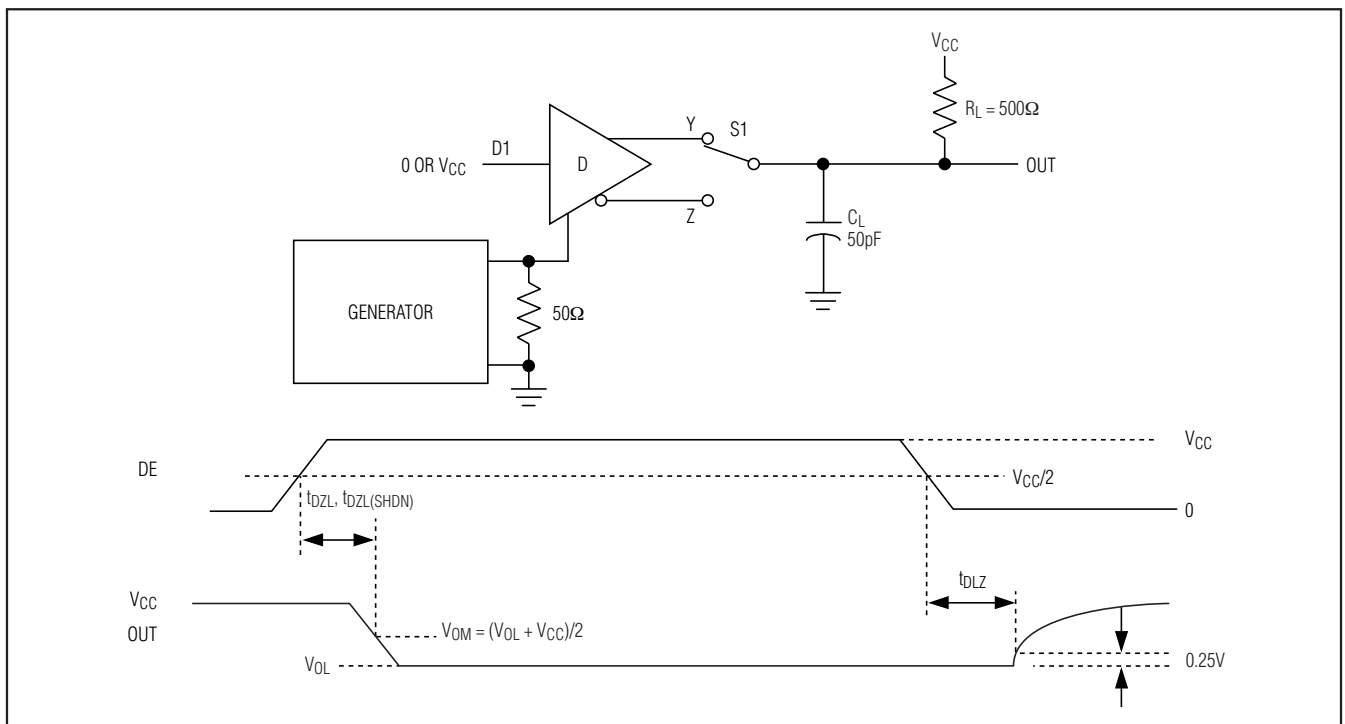 VCC
RL = 500Ω
Y S1
D1
0 OR VCC
D
OUT
Z
CL
50pF
GENERATOR
50Ω
VCC
DE
VCC/2
tDZL, tDZL(SHDN)
0
tDLZ
VCC
OUT
VOM = (VOL + VCC)/2
VOL
0.25V